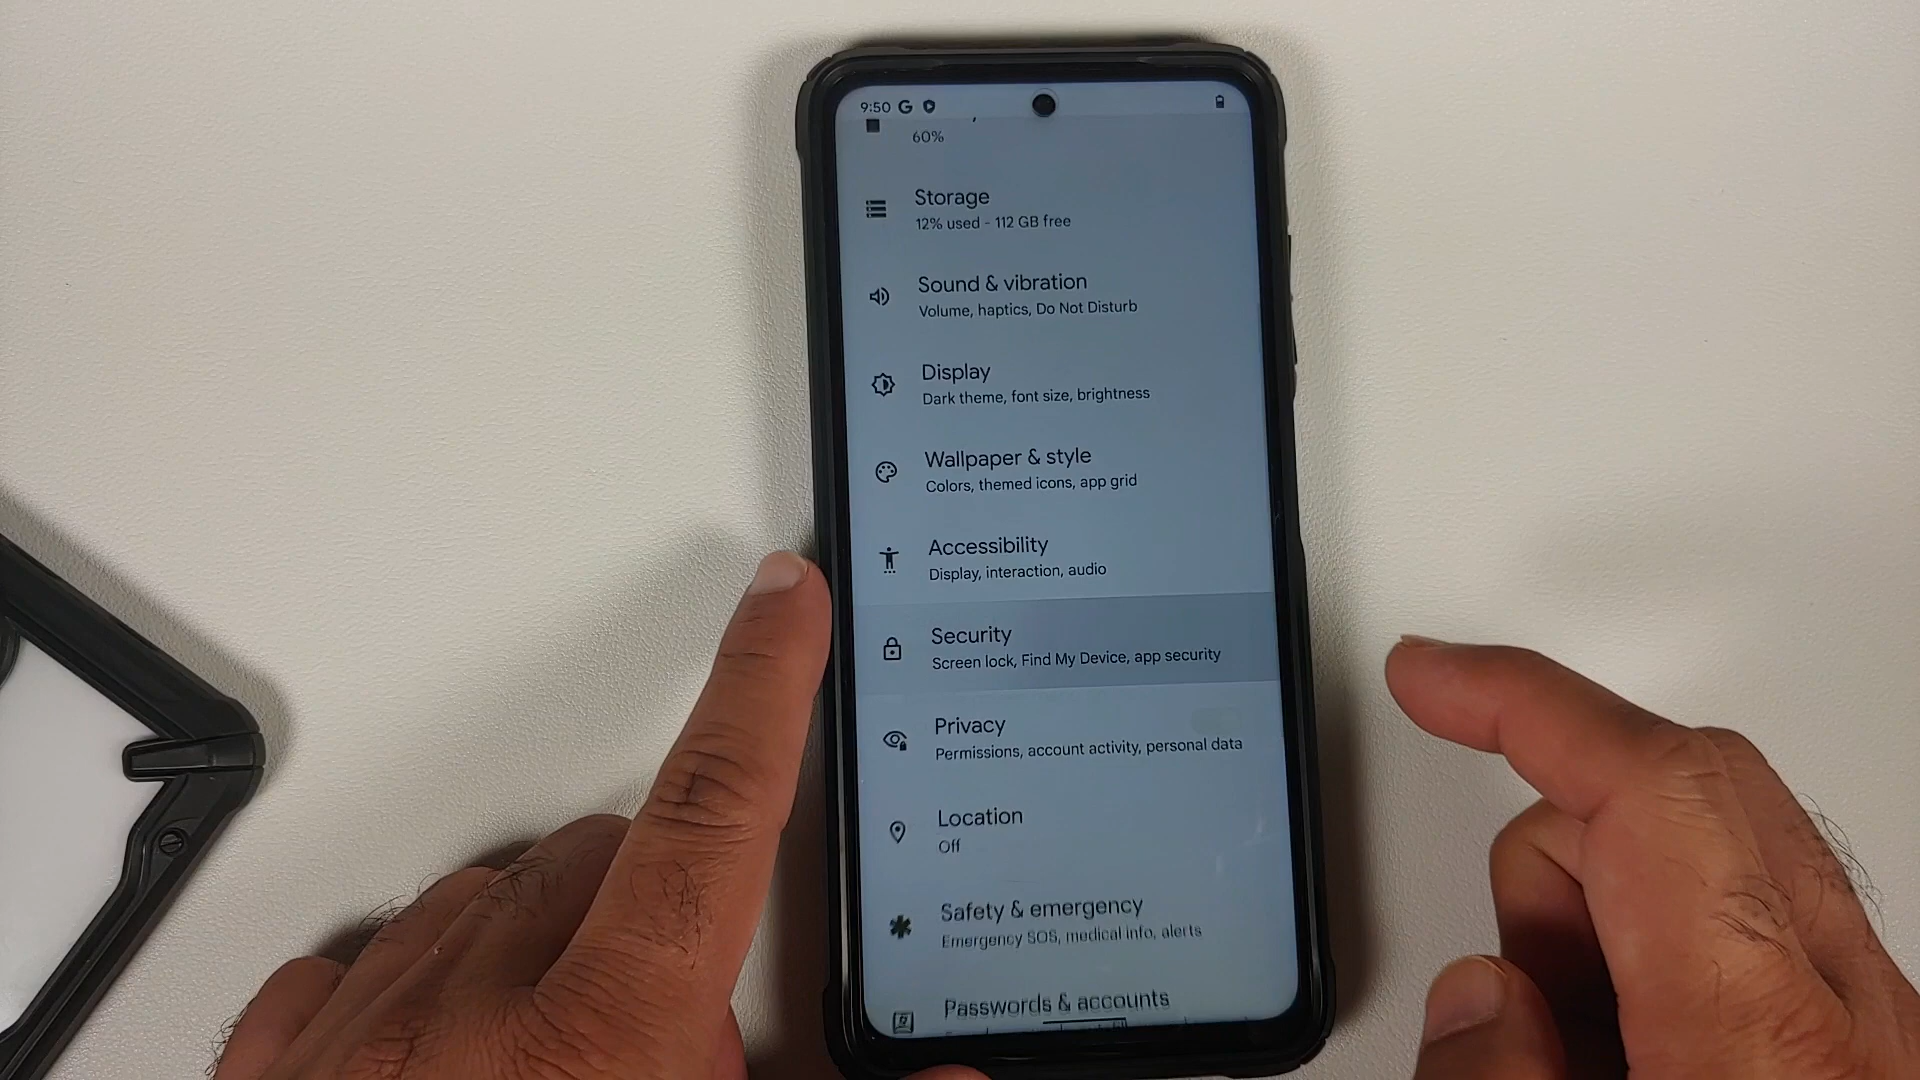 9:50 G
60%
Storage
12% used - 112 GB free
Sound & vibration
Volume, haptics, Do Not Disturb
Display
Dark theme, font size, brightness
Wallpaper & style
Colors, themed icons, app grid
Accessibility
Display, interaction, audio
Security
Screen lock, Find My Device, app security
Privacy
Permissions, account activity, personal data
Location
Off
Safety & emergency
Emergency SOS, medical info, alerts
Passwords & accounts